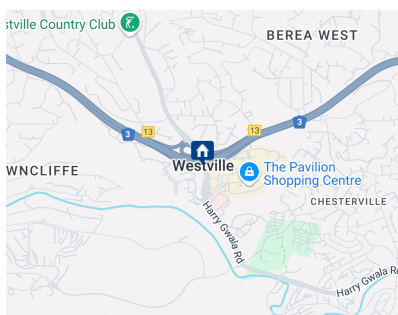 stville Country Club
BEREA WEST
3
13
13
3
Westville
WNCLIFFE
The Pavilion
Shopping Centre
CHESTERVILLE
Harry Gwala Rd
Harry Gwala R